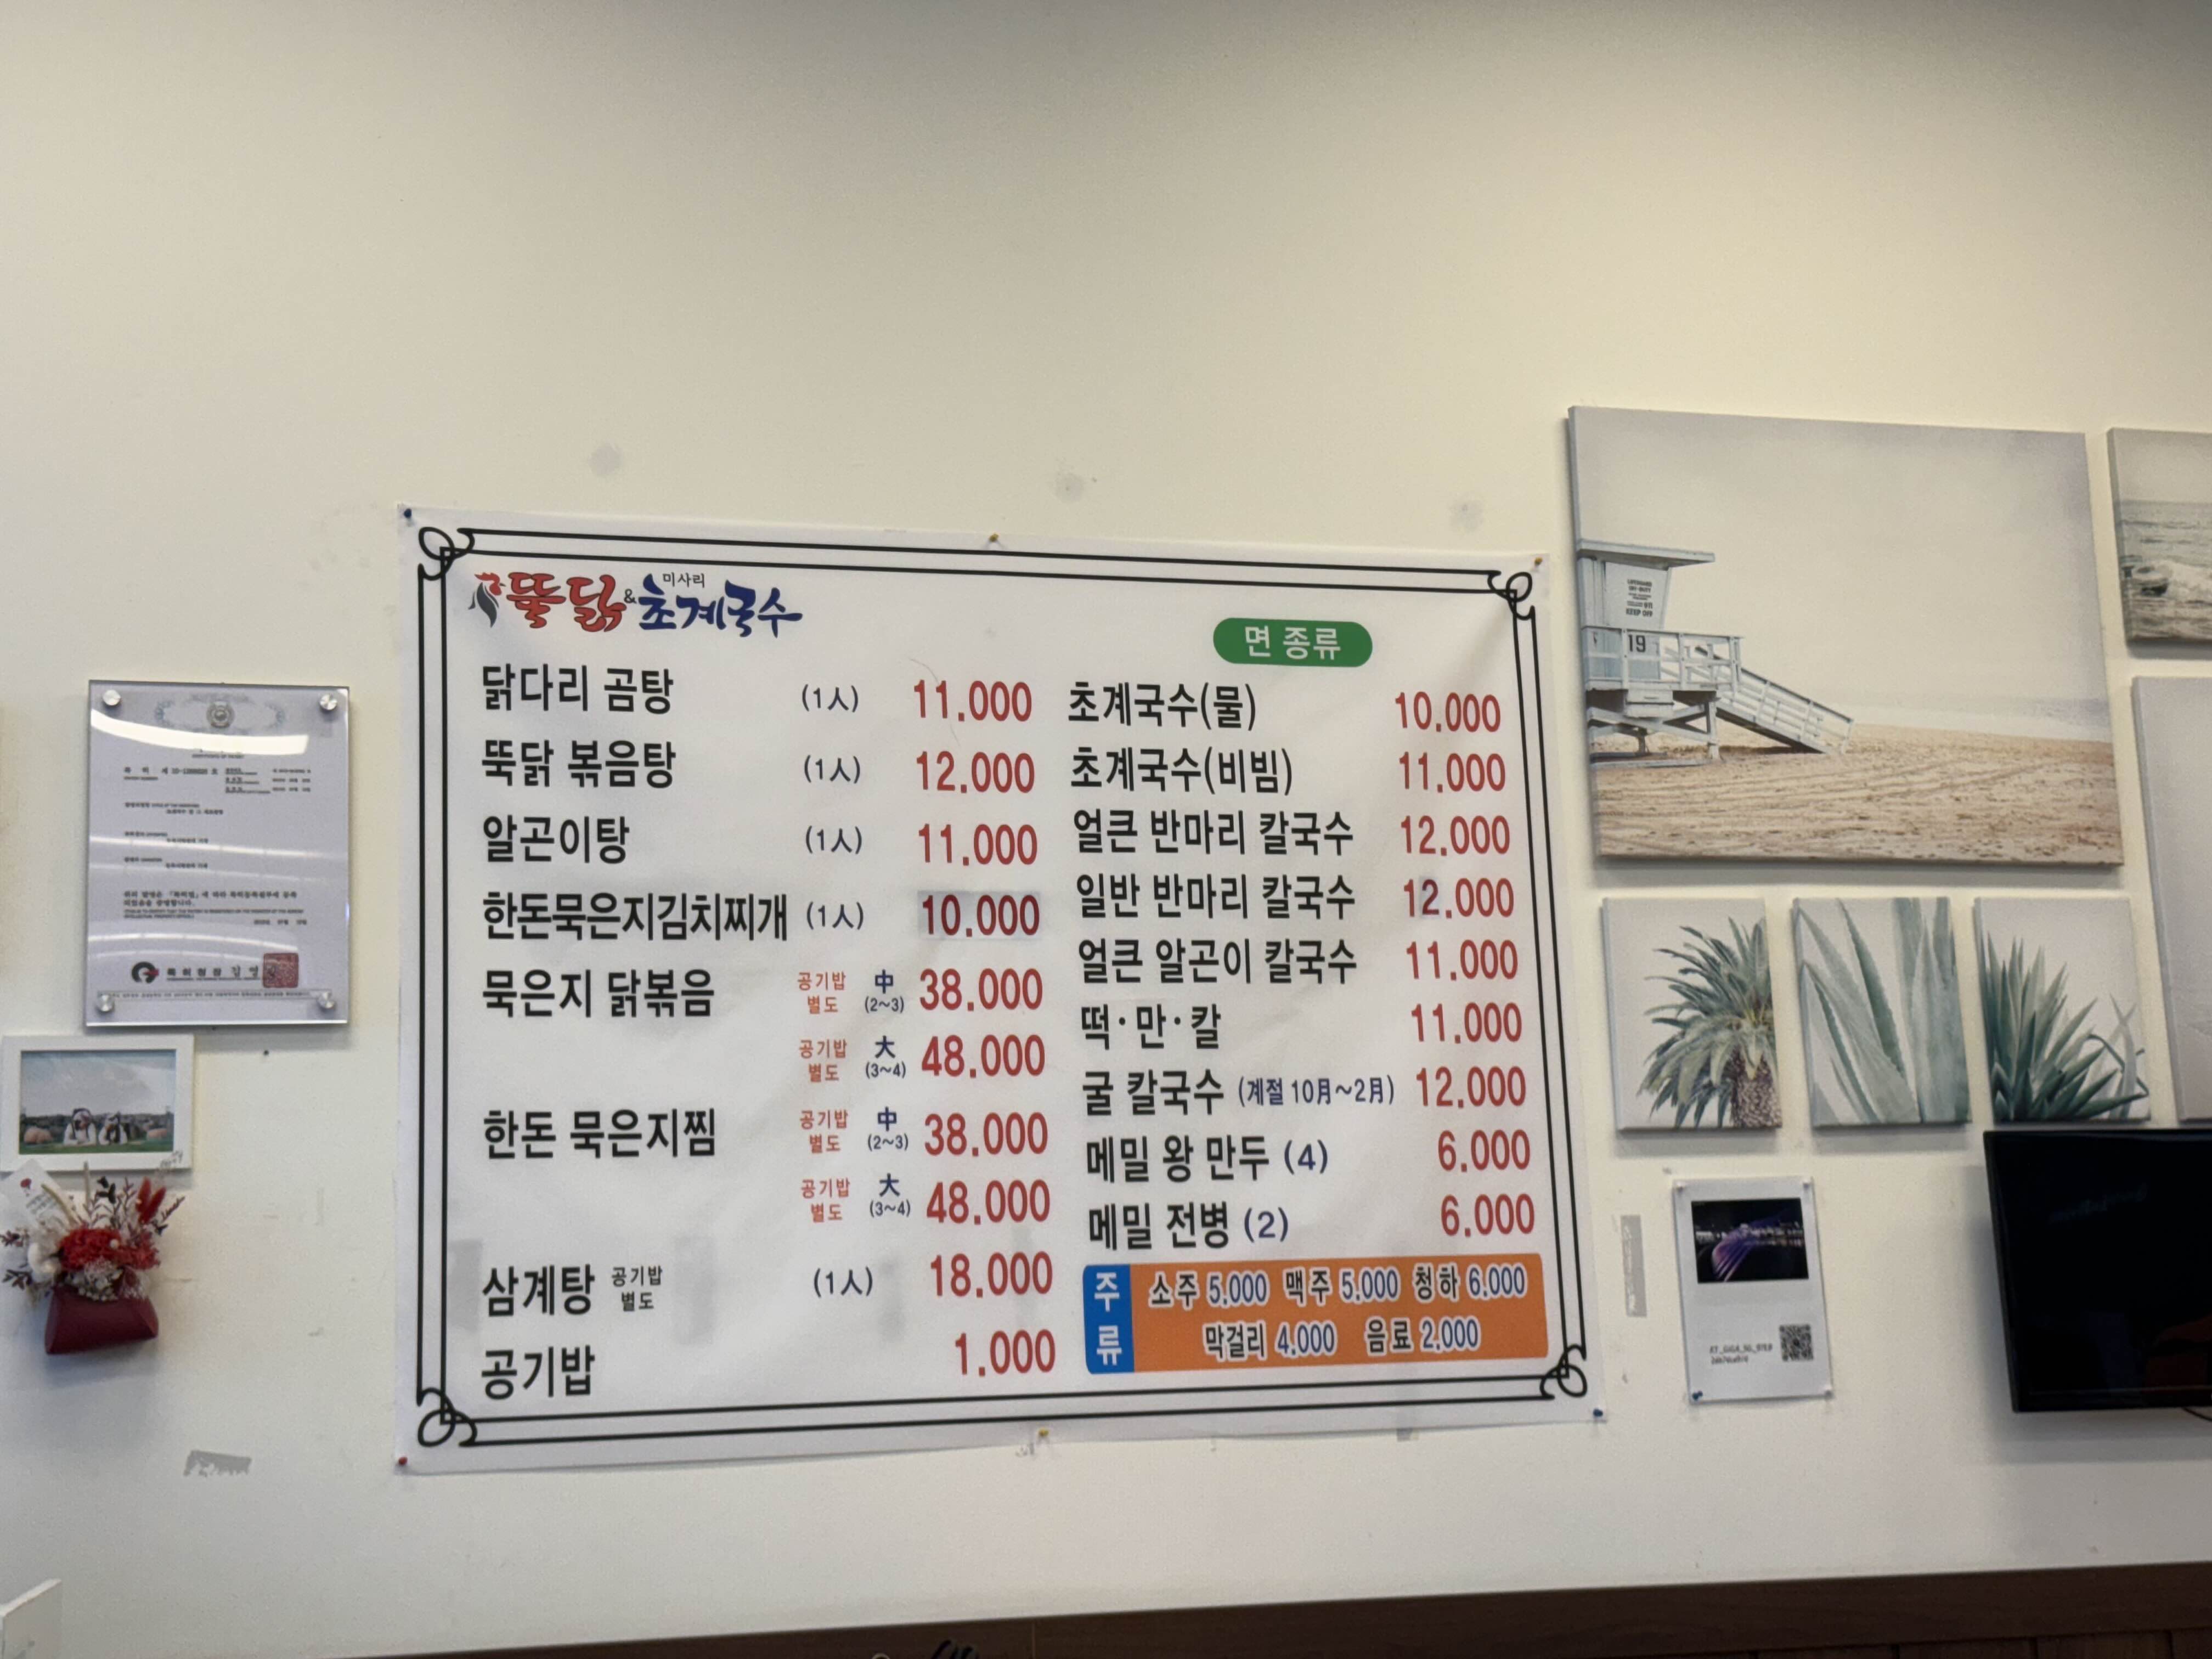 뚝닭 & 미사리 초계국수
닭다리 곰탕 (1人) 11.000
뚝닭 볶음탕 (1人) 12.000
알곤이탕 (1人) 11.000
한돈묵은지김치찌개 (1人) 10.000
묵은지 닭볶음 공기밥 별도 中 (2~3) 38.000
공기밥 별도 大 (3~4) 48.000
한돈 묵은지찜 공기밥 별도 中 (2~3) 38.000
공기밥 별도 大 (3~4) 48.000
삼계탕 공기밥 별도 (1人) 18.000
공기밥 1.000
면 종류
초계국수(물) 10.000
초계국수(비빔) 11.000
얼큰 반마리 칼국수 12.000
일반 반마리 칼국수 12.000
얼큰 알곤이 칼국수 11.000
떡·만·칼 11.000
굴 칼국수 (계절 10月~2月) 12.000
메밀 왕 만두 (4) 6.000
메밀 전병 (2) 6.000
주류
소주 5.000 맥주 5.000 청하 6.000
막걸리 4.000 음료 2.000
19